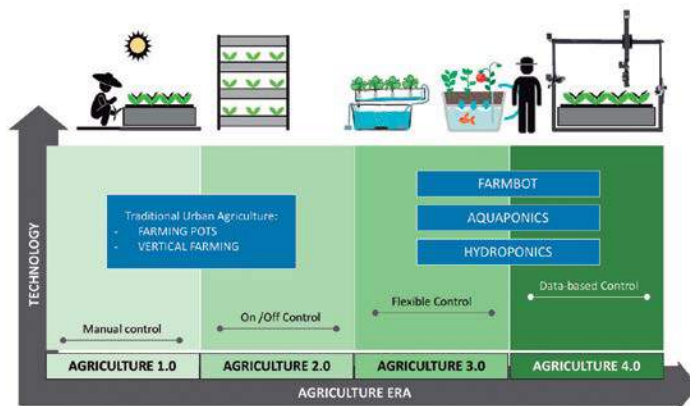 TECHNOLOGY
Traditional Urban Agriculture:
- FARMING POTS
- VERTICAL FARMING
FARMBOT
AQUAPONICS
HYDROPONICS
Manual control
On /Off Control
Flexible Control
Data-based Control
AGRICULTURE 1.0
AGRICULTURE 2.0
AGRICULTURE 3.0
AGRICULTURE 4.0
AGRICULTURE ERA